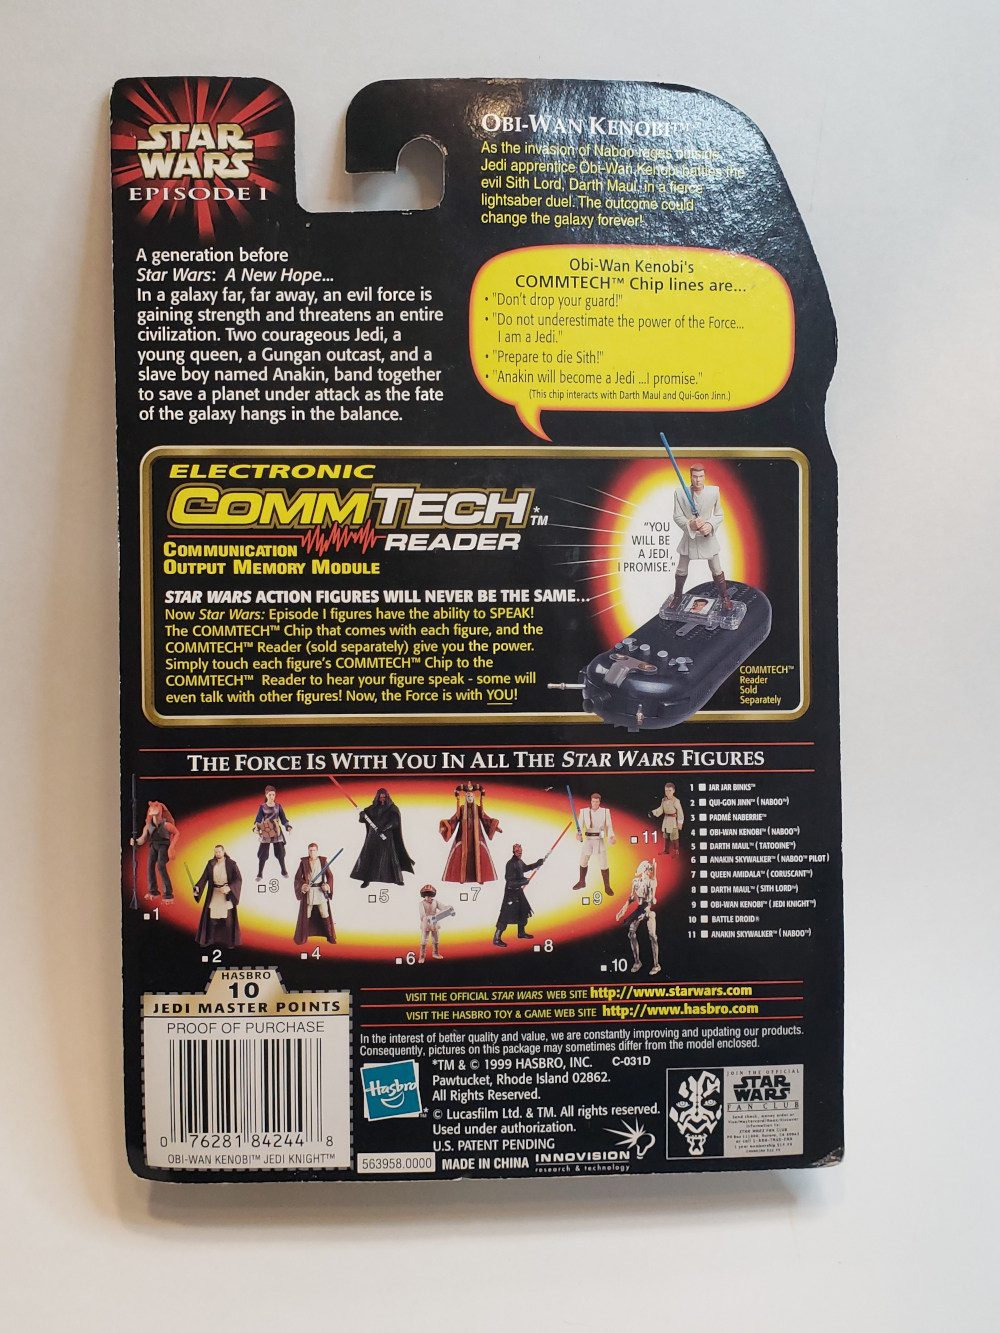 STAR
WARS
EPISODE I
OBI-WAN KENOBI™
As the invasion of Naboo rages outside,
Jedi apprentice Obi-Wan Kenobi battles the
evil Sith Lord, Darth Maul, in a fierce
lightsaber duel. The outcome could
change the galaxy forever!
A generation before
Star Wars: A New Hope...
In a galaxy far, far away, an evil force is
gaining strength and threatens an entire
civilization. Two courageous Jedi, a
young queen, a Gungan outcast, and a
slave boy named Anakin, band together
to save a planet under attack as the fate
of the galaxy hangs in the balance.
Obi-Wan Kenobi's
COMMTECH™ Chip lines are...
• "Don't drop your guard!"
• "Do not underestimate the power of the Force...
I am a Jedi."
• "Prepare to die Sith!"
• "Anakin will become a Jedi ...I promise."
(This chip interacts with Darth Maul and Qui-Gon Jinn.)
ELECTRONIC
COMMTECH*™
READER
COMMUNICATION
OUTPUT MEMORY MODULE
STAR WARS ACTION FIGURES WILL NEVER BE THE SAME...
Now Star Wars: Episode I figures have the ability to SPEAK!
The COMMTECH™ Chip that comes with each figure, and the
COMMTECH™ Reader (sold separately) give you the power.
Simply touch each figure's COMMTECH™ Chip to the
COMMTECH™ Reader to hear your figure speak - some will
even talk with other figures! Now, the Force is with YOU!
"YOU
WILL BE
A JEDI,
I PROMISE."
COMMTECH™
Reader
Sold
Separately
THE FORCE IS WITH YOU IN ALL THE STAR WARS FIGURES
1
2
3
4
5
6
7
8
9
10
11
1 JAR JAR BINKS™
2 QUI-GON JINN™ (NABOO™)
3 PADMÉ NABERRIE™
4 OBI-WAN KENOBI™ (NABOO™)
5 DARTH MAUL™ (TATOOINE™)
6 ANAKIN SKYWALKER™ (NABOO™ PILOT)
7 QUEEN AMIDALA™ (CORUSCANT™)
8 DARTH MAUL™ (SITH LORD™)
9 OBI-WAN KENOBI™ (JEDI KNIGHT™)
10 BATTLE DROID®
11 ANAKIN SKYWALKER™ (NABOO™)
HASBRO
10
JEDI MASTER POINTS
PROOF OF PURCHASE
0 76281 84244 8
OBI-WAN KENOBI™ JEDI KNIGHT™
VISIT THE OFFICIAL STAR WARS WEB SITE http://www.starwars.com
VISIT THE HASBRO TOY & GAME WEB SITE http://www.hasbro.com
In the interest of better quality and value, we are constantly improving and updating our products.
Consequently, pictures on this package may sometimes differ from the model enclosed.
Hasbro
*TM & © 1999 HASBRO, INC. C-031D
Pawtucket, Rhode Island 02862.
All Rights Reserved.
© Lucasfilm Ltd. & TM. All rights reserved.
Used under authorization.
U.S. PATENT PENDING
563958.0000 MADE IN CHINA
INNOVISION
research & technology
JOIN THE OFFICIAL
STAR
WARS
FAN CLUB